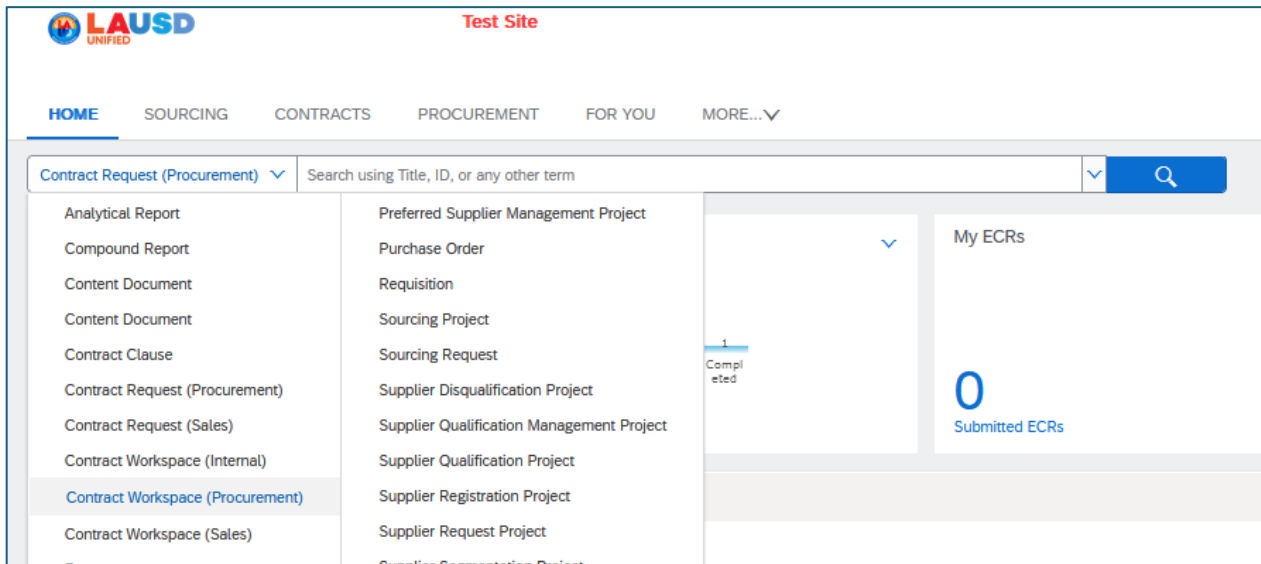 LAUSD
UNIFIED
Test Site
HOME SOURCING CONTRACTS PROCUREMENT FOR YOU MORE...
Contract Request (Procurement) Search using Title, ID, or any other term
Analytical Report
Compound Report
Content Document
Content Document
Contract Clause
Contract Request (Procurement)
Contract Request (Sales)
Contract Workspace (Internal)
Contract Workspace (Procurement)
Contract Workspace (Sales)
Preferred Supplier Management Project
Purchase Order
Requisition
Sourcing Project
Sourcing Request
Supplier Disqualification Project
Supplier Qualification Management Project
Supplier Qualification Project
Supplier Registration Project
Supplier Request Project
Supplier Segmentation Project
1
Compl
eted
My ECRs
0
Submitted ECRs